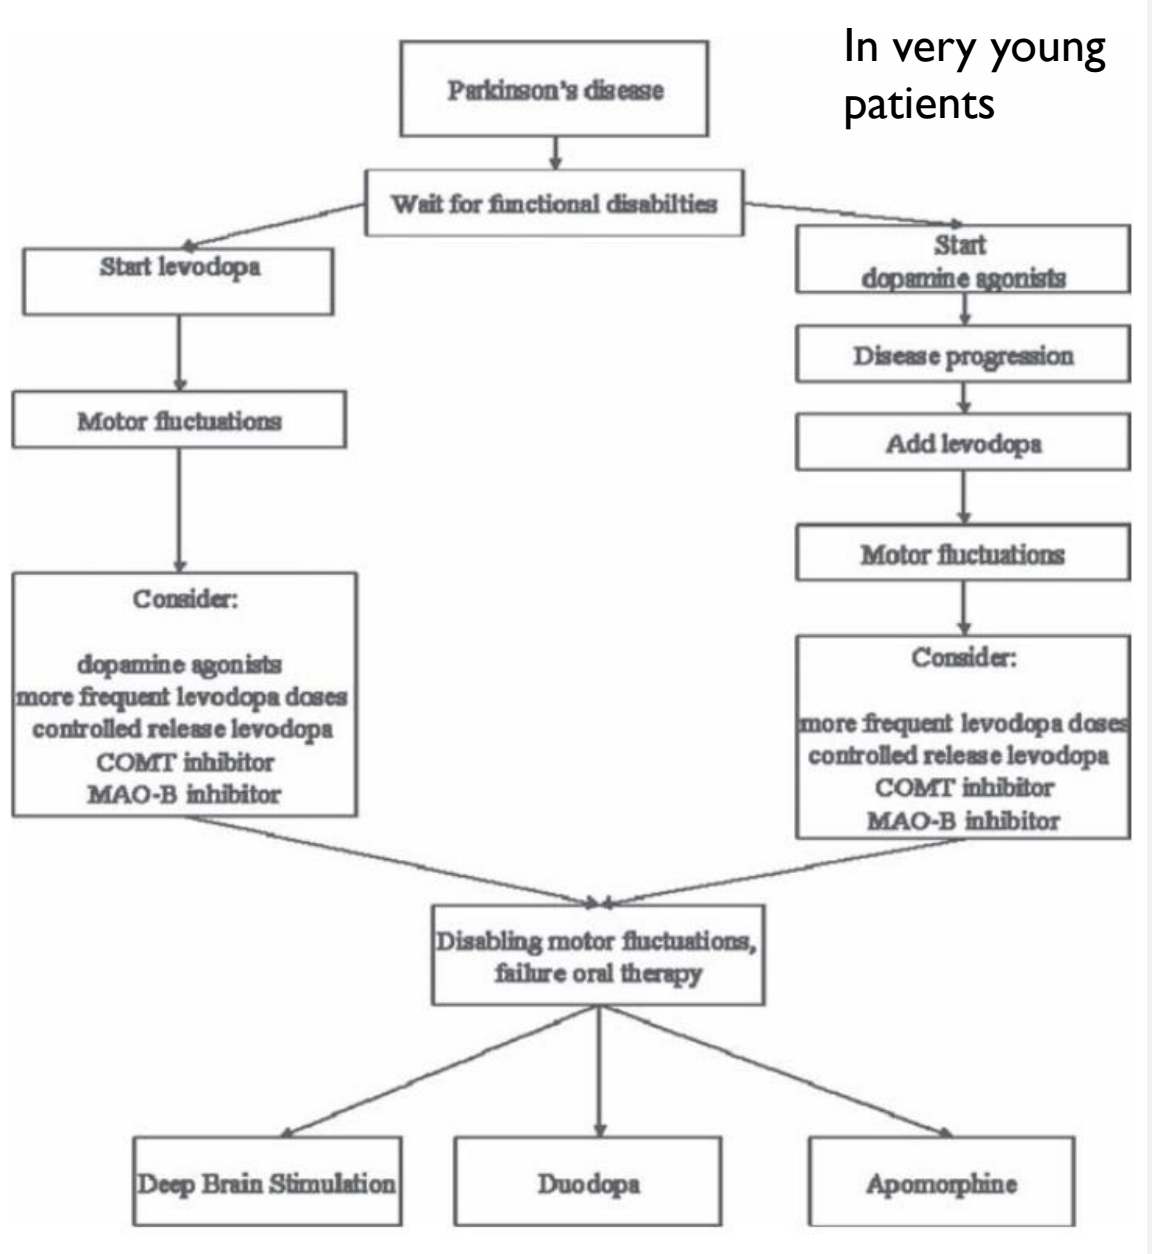 In very young
patients
Parkinson's disease
Wait for functional disabilties
Start levodopa
Start
dopamine agonists
Disease progression
Motor fluctuations
Add levodopa
Motor fluctuations
Consider:
dopamine agonists
more frequent levodopa doses
controlled release levodopa
COMT inhibitor
MAO-B inhibitor
Consider:
more frequent levodopa doses
controlled release levodopa
COMT inhibitor
MAO-B inhibitor
Disabling motor fluctuations,
failure oral therapy
Deep Brain Stimulation
Duodopa
Apomorphine